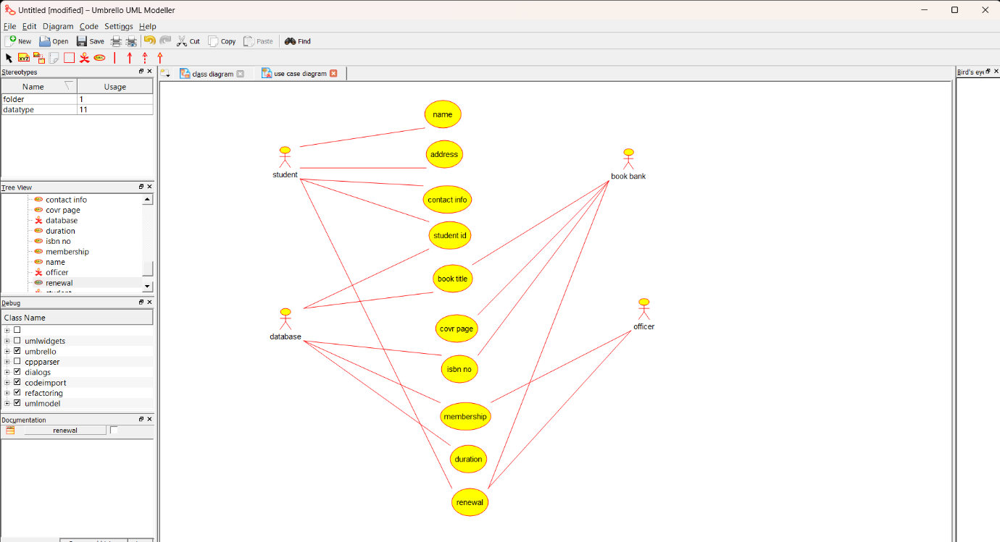 Untitled [modified] – Umbrello UML Modeller
File Edit Diagram Code Settings Help
New Open Save Cut Copy Paste Find
XYZ ABC
Stereotypes
Name Usage
folder 1
datatype 11
Tree View
contact info
covr page
database
duration
isbn no
membership
name
officer
renewal
Debug
Class Name
umlwidgets
umbrello
cppparser
dialogs
codeimport
refactoring
umlmodel
Documentation
renewal
class diagram use case diagram
Bird's eye
name
address
student
book bank
contact info
student id
book title
covr page
officer
database
isbn no
membership
duration
renewal